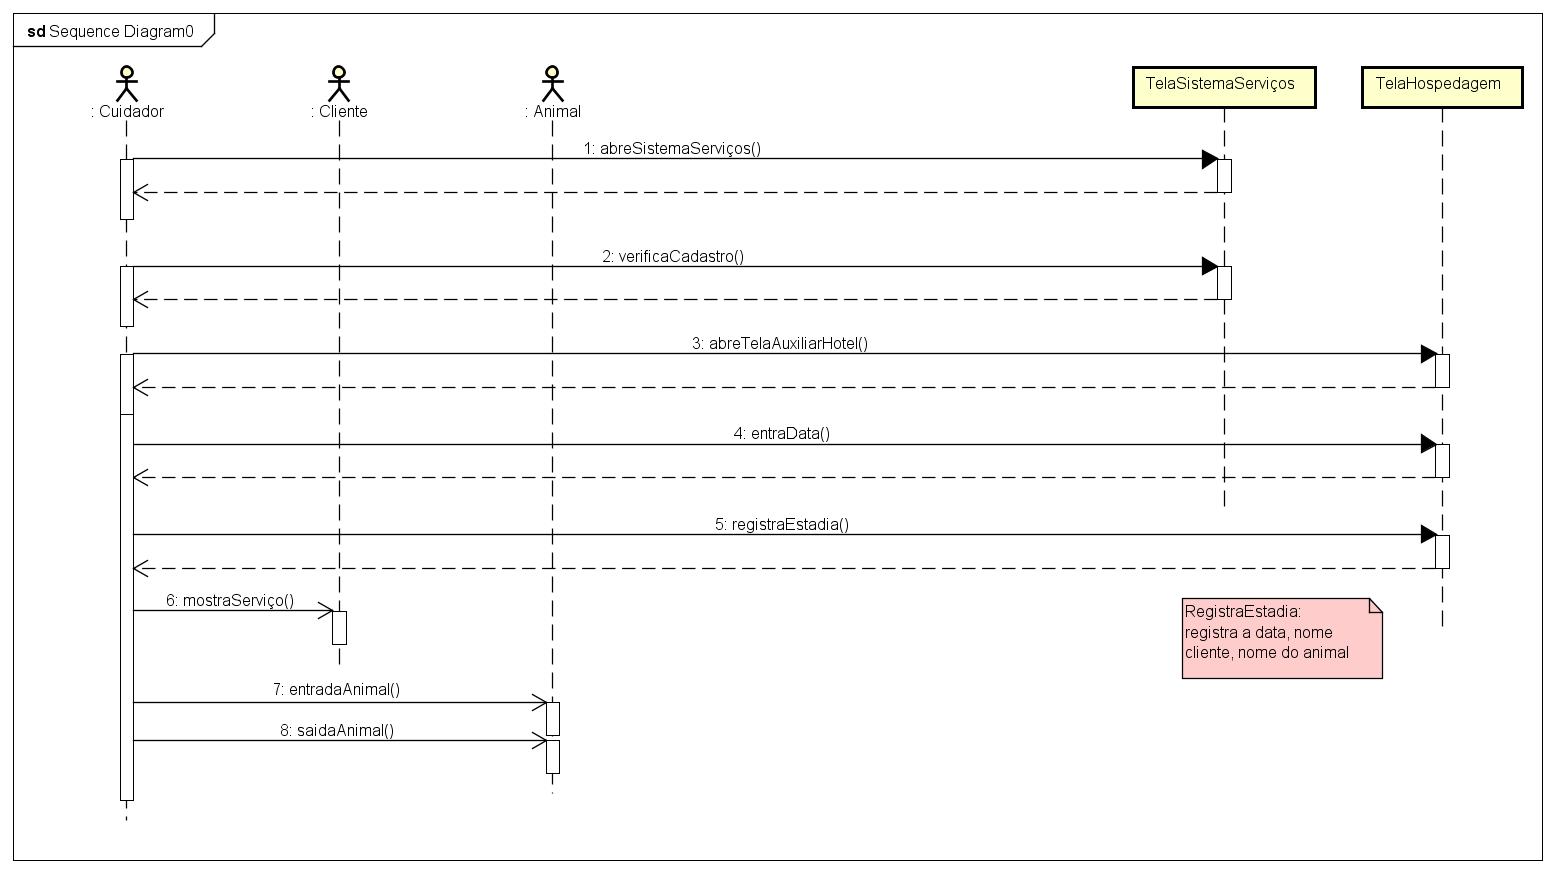 sd Sequence Diagram0
: Cuidador
: Cliente
: Animal
TelaSistemaServiços
TelaHospedagem
1: abreSistemaServiços()
2: verificaCadastro()
3: abreTelaAuxiliarHotel()
4: entraData()
5: registraEstadia()
6: mostraServiço()
RegistraEstadia:
registra a data, nome
cliente, nome do animal
7: entradaAnimal()
8: saidaAnimal()